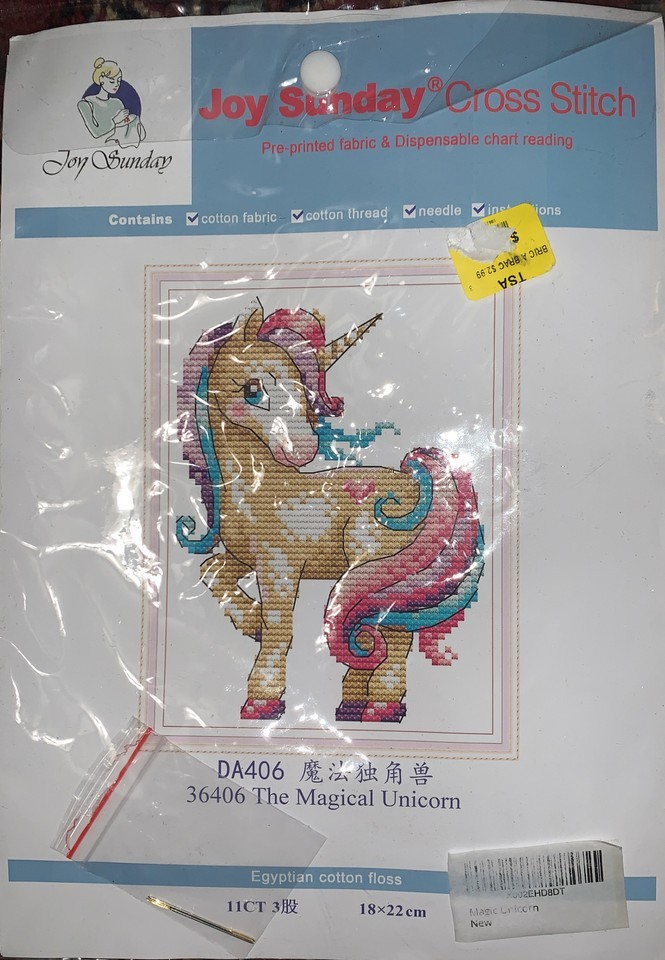 Joy Sunday
Joy Sunday® Cross Stitch
Pre-printed fabric & Dispensable chart reading
Contains cotton fabric cotton thread needle
$
BRIC A BRAC $2.99
TSA
DA406 魔法独角兽
36406 The Magical Unicorn
Egyptian cotton floss
11CT 3股 18×22cm
Magic Unicorn
New